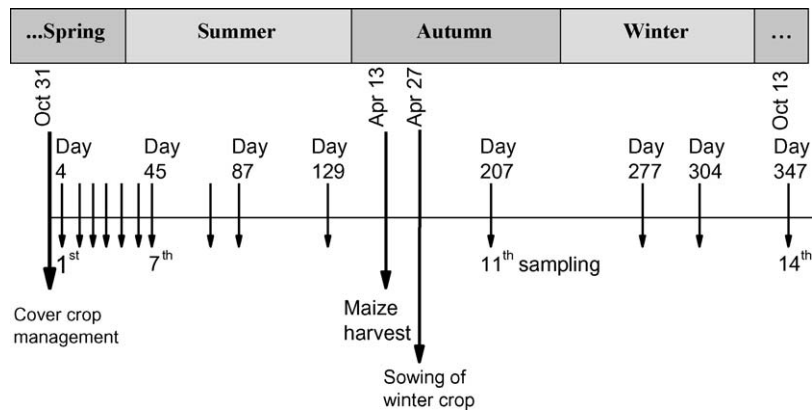 ...Spring Summer Autumn Winter ...
Oct 31 Apr 13 Apr 27 Oct 13
Day Day Day Day Day Day Day Day
4 45 87 129 207 277 304 347
1st 7th 11th sampling 14th
Cover crop
management
Maize
harvest
Sowing of
winter crop